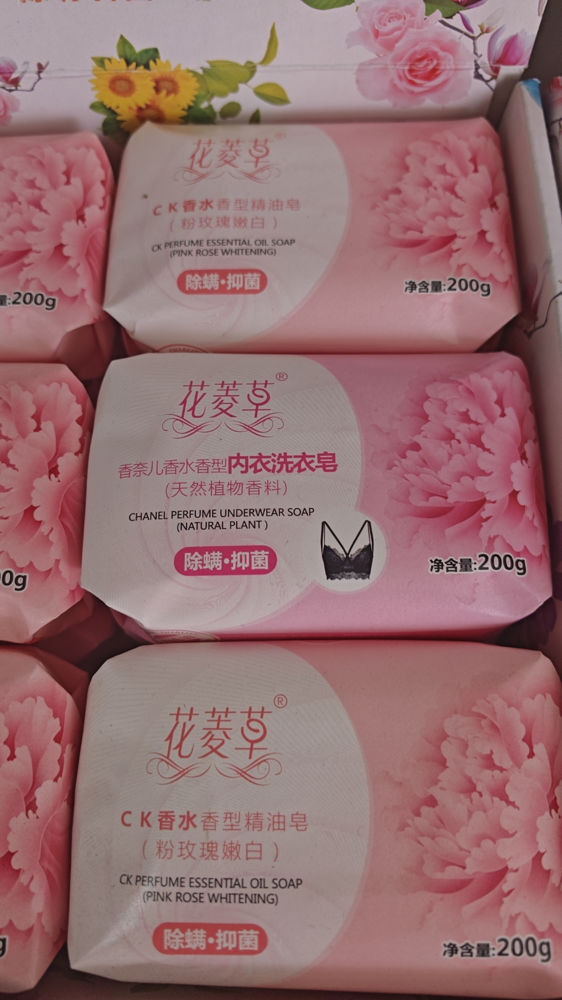 花菱草®
CK香水香型精油皂
(粉玫瑰嫩白)
CK PERFUME ESSENTIAL OIL SOAP
(PINK ROSE WHITENING)
除螨·抑菌
净含量:200g
量:200g
花菱草®
香奈儿香水香型内衣洗衣皂
(天然植物香料)
CHANEL PERFUME UNDERWEAR SOAP
(NATURAL PLANT)
除螨·抑菌
净含量:200g
0g
花菱草®
CK香水香型精油皂
(粉玫瑰嫩白)
CK PERFUME ESSENTIAL OIL SOAP
(PINK ROSE WHITENING)
除螨·抑菌
净含量:200g
g